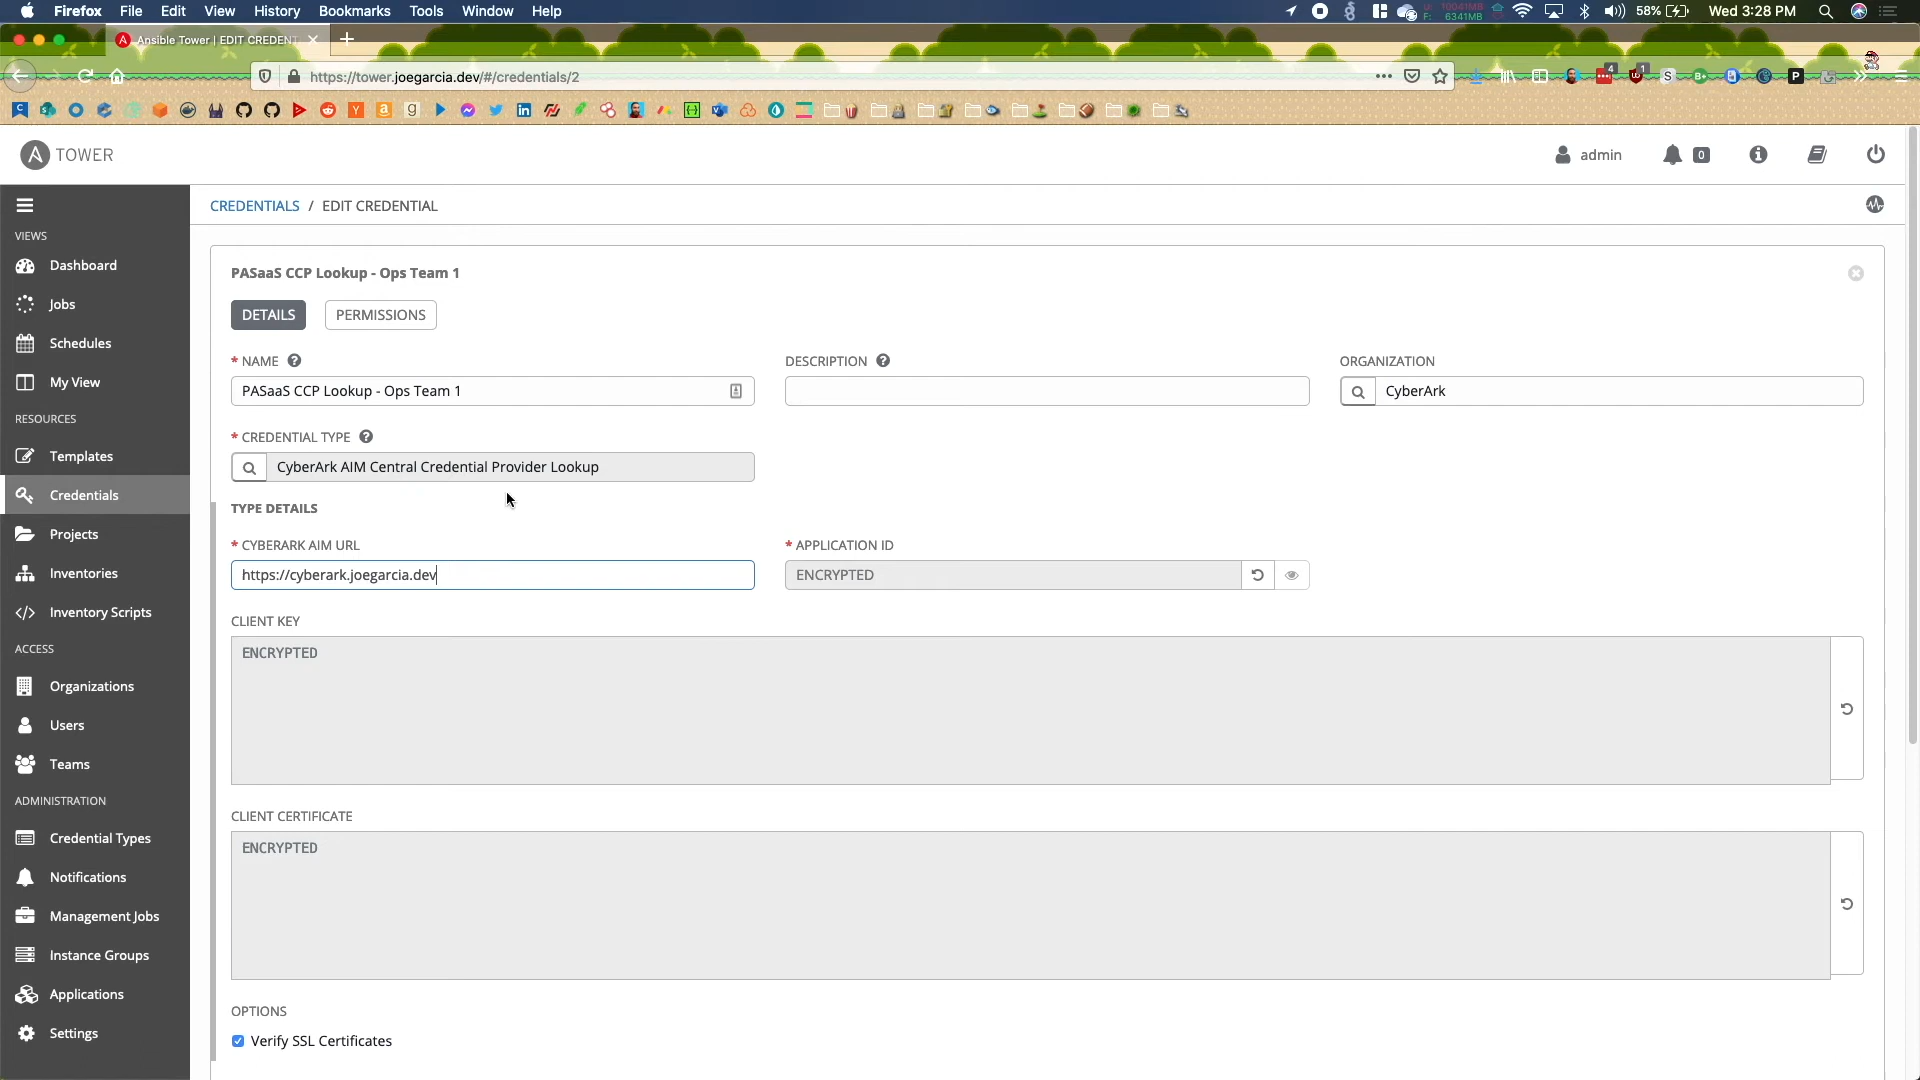 Firefox File Edit View History Bookmarks Tools Window Help
U: 10041MB
F: 6341MB
58% Wed 3:28 PM
Ansible Tower | EDIT CREDENT
https://tower.joegarcia.dev/#/credentials/2
TOWER
admin
0
VIEWS
Dashboard
Jobs
Schedules
My View
RESOURCES
Templates
Credentials
Projects
Inventories
Inventory Scripts
ACCESS
Organizations
Users
Teams
ADMINISTRATION
Credential Types
Notifications
Management Jobs
Instance Groups
Applications
Settings
CREDENTIALS / EDIT CREDENTIAL
PASaaS CCP Lookup - Ops Team 1
DETAILS PERMISSIONS
* NAME
PASaaS CCP Lookup - Ops Team 1
DESCRIPTION
ORGANIZATION
CyberArk
* CREDENTIAL TYPE
CyberArk AIM Central Credential Provider Lookup
TYPE DETAILS
* CYBERARK AIM URL
https://cyberark.joegarcia.dev
* APPLICATION ID
ENCRYPTED
CLIENT KEY
ENCRYPTED
CLIENT CERTIFICATE
ENCRYPTED
OPTIONS
Verify SSL Certificates